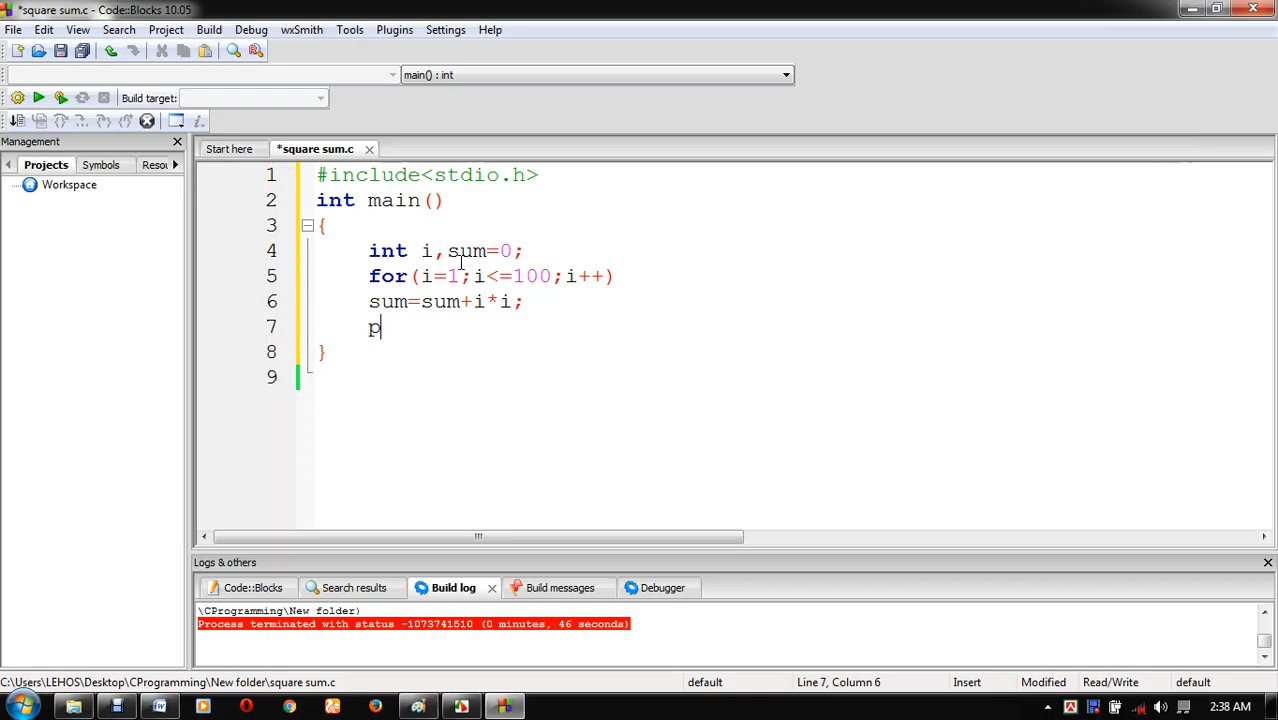 *square sum.c - Code::Blocks 10.05
File Edit View Search Project Build Debug wxSmith Tools Plugins Settings Help
main() : int
Build target:
Management
Projects Symbols Resou
Workspace
Start here *square sum.c
1 #include<stdio.h>
2 int main()
3 {
4 int i,sum=0;
5 for(i=1;i<=100;i++)
6 sum=sum+i*i;
7 p
8 }
9
Logs & others
Code::Blocks Search results Build log Build messages Debugger
\CProgramming\New folder)
Process terminated with status -1073741510 (0 minutes, 46 seconds)
C:\Users\LEHOS\Desktop\CProgramming\New folder\square sum.c default Line 7, Column 6 Insert Modified Read/Write default
2:38 AM